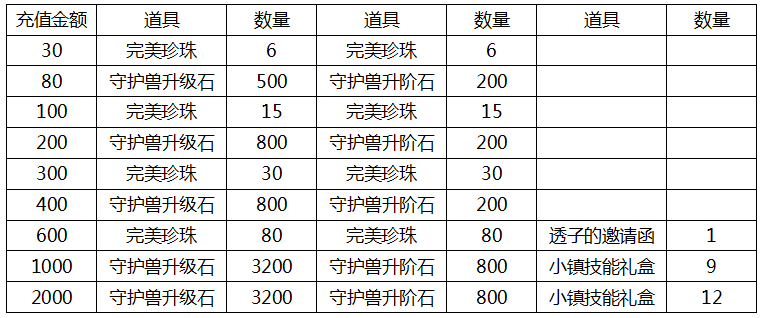 充值金额 道具 数量 道具 数量 道具 数量
30 完美珍珠 6 完美珍珠 6
80 守护兽升级石 500 守护兽升阶石 200
100 完美珍珠 15 完美珍珠 15
200 守护兽升级石 800 守护兽升阶石 200
300 完美珍珠 30 完美珍珠 30
400 守护兽升级石 800 守护兽升阶石 200
600 完美珍珠 80 完美珍珠 80 透子的邀请函 1
1000 守护兽升级石 3200 守护兽升阶石 800 小镇技能礼盒 9
2000 守护兽升级石 3200 守护兽升阶石 800 小镇技能礼盒 12